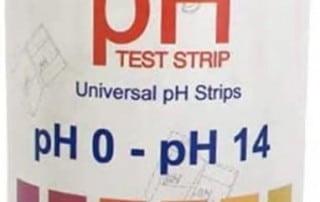 pH
TEST STRIP
Universal pH Strips
pH 0 - pH 14